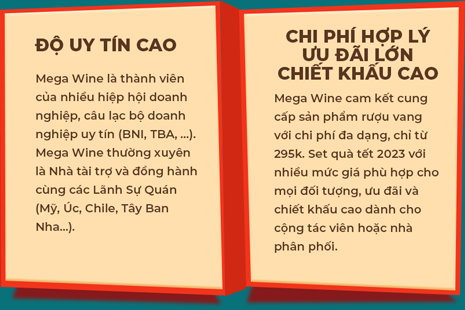 ĐỘ UY TÍN CAO
Mega Wine là thành viên
của nhiều hiệp hội doanh
nghiệp, câu lạc bộ doanh
nghiệp uy tín (BNI, TBA, ...).
Mega Wine thường xuyên
là Nhà tài trợ và đồng hành
cùng các Lãnh Sự Quán
(Mỹ, Úc, Chile, Tây Ban
Nha...).
CHI PHÍ HỢP LÝ
ƯU ĐÃI LỚN
CHIẾT KHẤU CAO
Mega Wine cam kết cung
cấp sản phẩm rượu vang
với chi phí đa dạng, chỉ từ
295k. Set quà tết 2023 với
nhiều mức giá phù hợp cho
mọi đối tượng, ưu đãi và
chiết khấu cao dành cho
cộng tác viên hoặc nhà
phân phối.